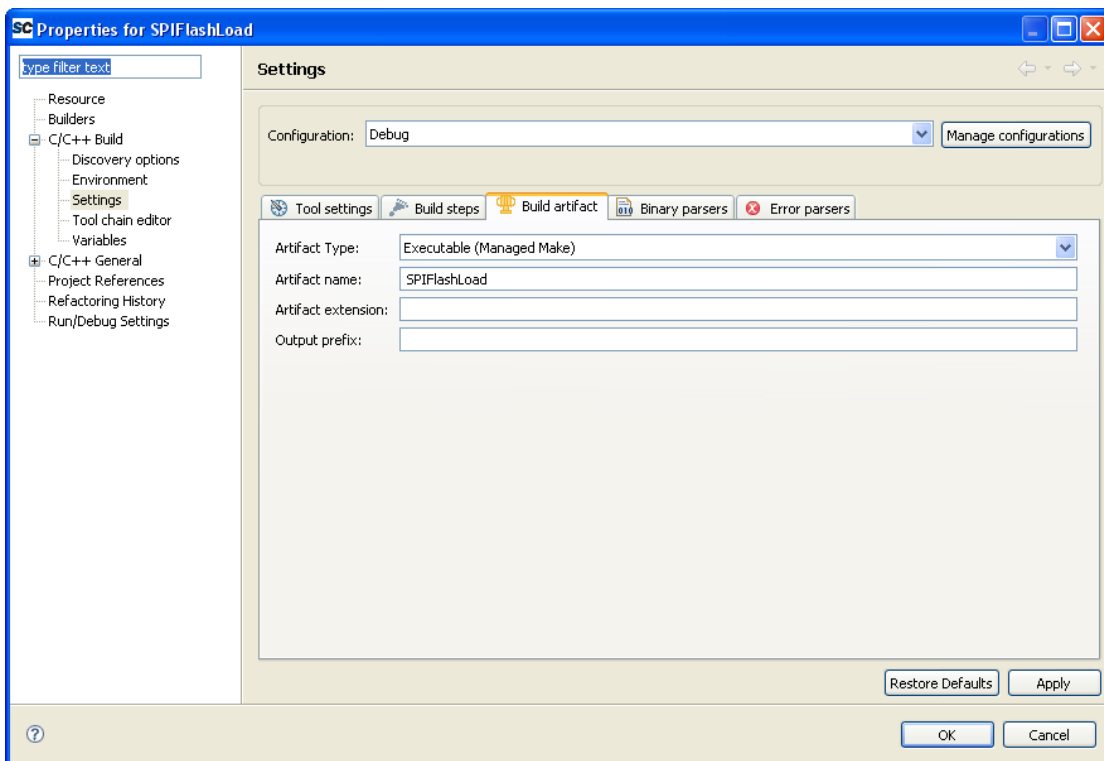 SC Properties for SPIFlashLoad
type filter text
Resource
Builders
C/C++ Build
Discovery options
Environment
Settings
Tool chain editor
Variables
C/C++ General
Project References
Refactoring History
Run/Debug Settings
Settings
Configuration: Debug Manage configurations
Tool settings Build steps Build artifact 010 Binary parsers Error parsers
Artifact Type: Executable (Managed Make)
Artifact name: SPIFlashLoad
Artifact extension:
Output prefix:
Restore Defaults Apply
? OK Cancel